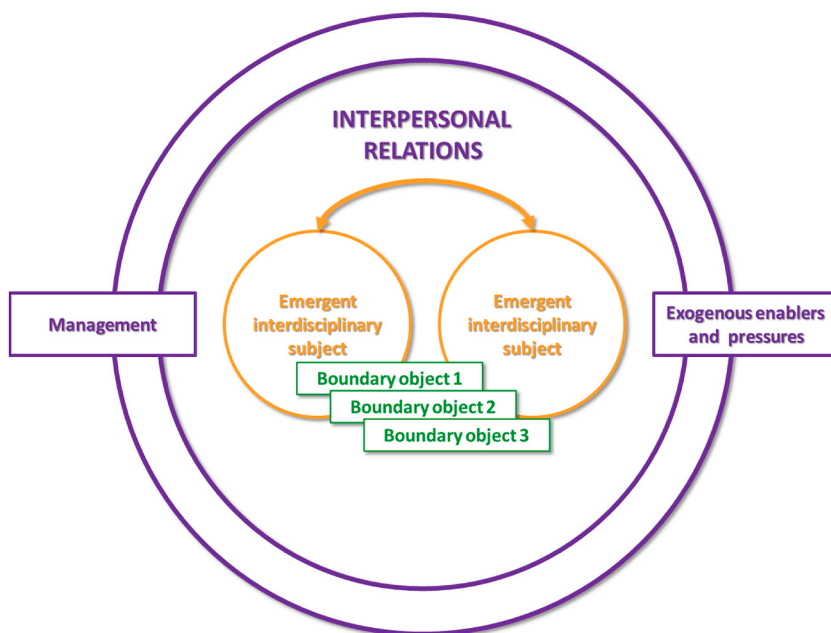 INTERPERSONAL
RELATIONS
Management
Emergent
interdisciplinary
subject
Emergent
interdisciplinary
subject
Exogenous enablers
and pressures
Boundary object 1
Boundary object 2
Boundary object 3